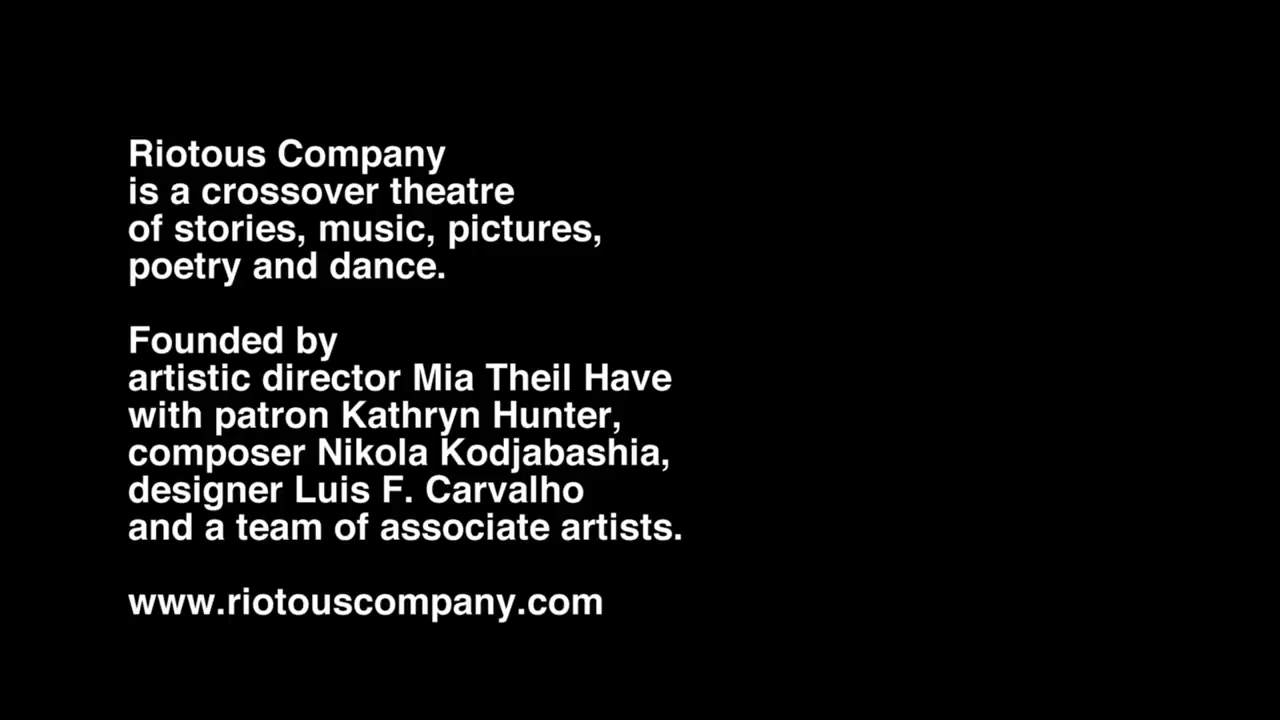 Riotous Company
is a crossover theatre
of stories, music, pictures,
poetry and dance.
Founded by
artistic director Mia Theil Have
with patron Kathryn Hunter,
composer Nikola Kodjabashia,
designer Luis F. Carvalho
and a team of associate artists.
www.riotouscompany.com